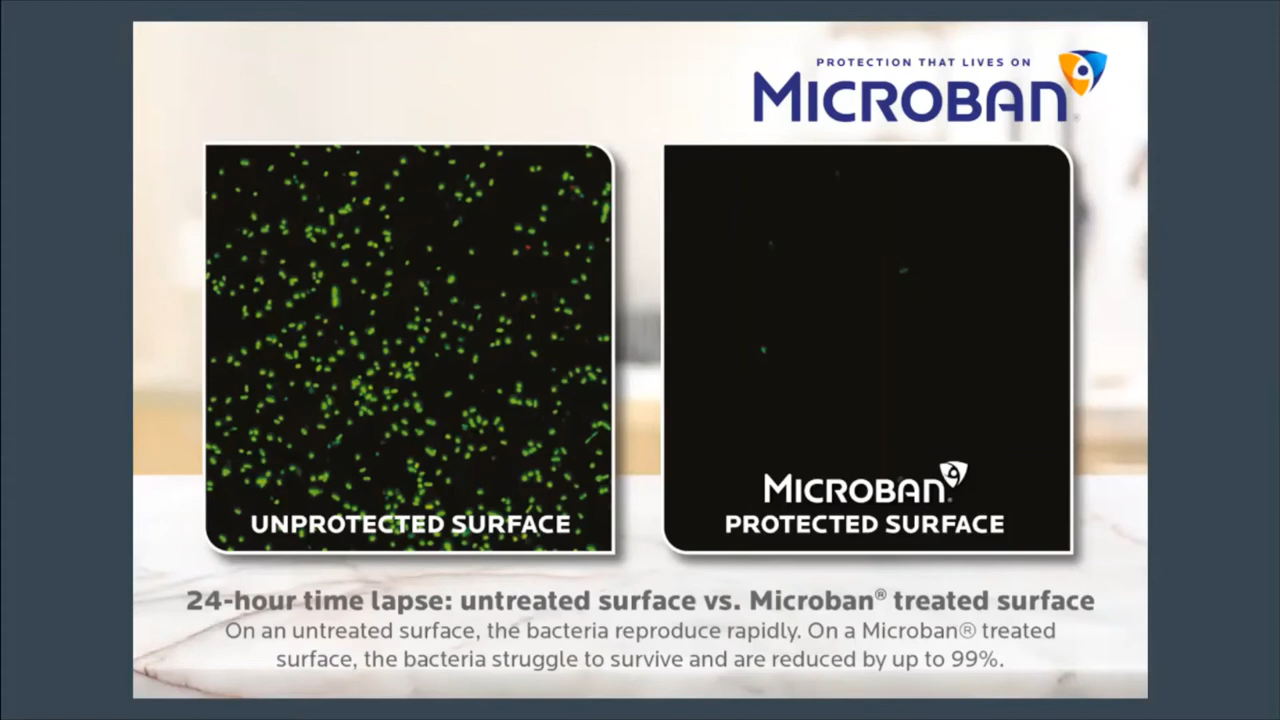 PROTECTION THAT LIVES ON
MICROBAN®
UNPROTECTED SURFACE
MICROBAN®
PROTECTED SURFACE
24-hour time lapse: untreated surface vs. Microban® treated surface
On an untreated surface, the bacteria reproduce rapidly. On a Microban® treated
surface, the bacteria struggle to survive and are reduced by up to 99%.